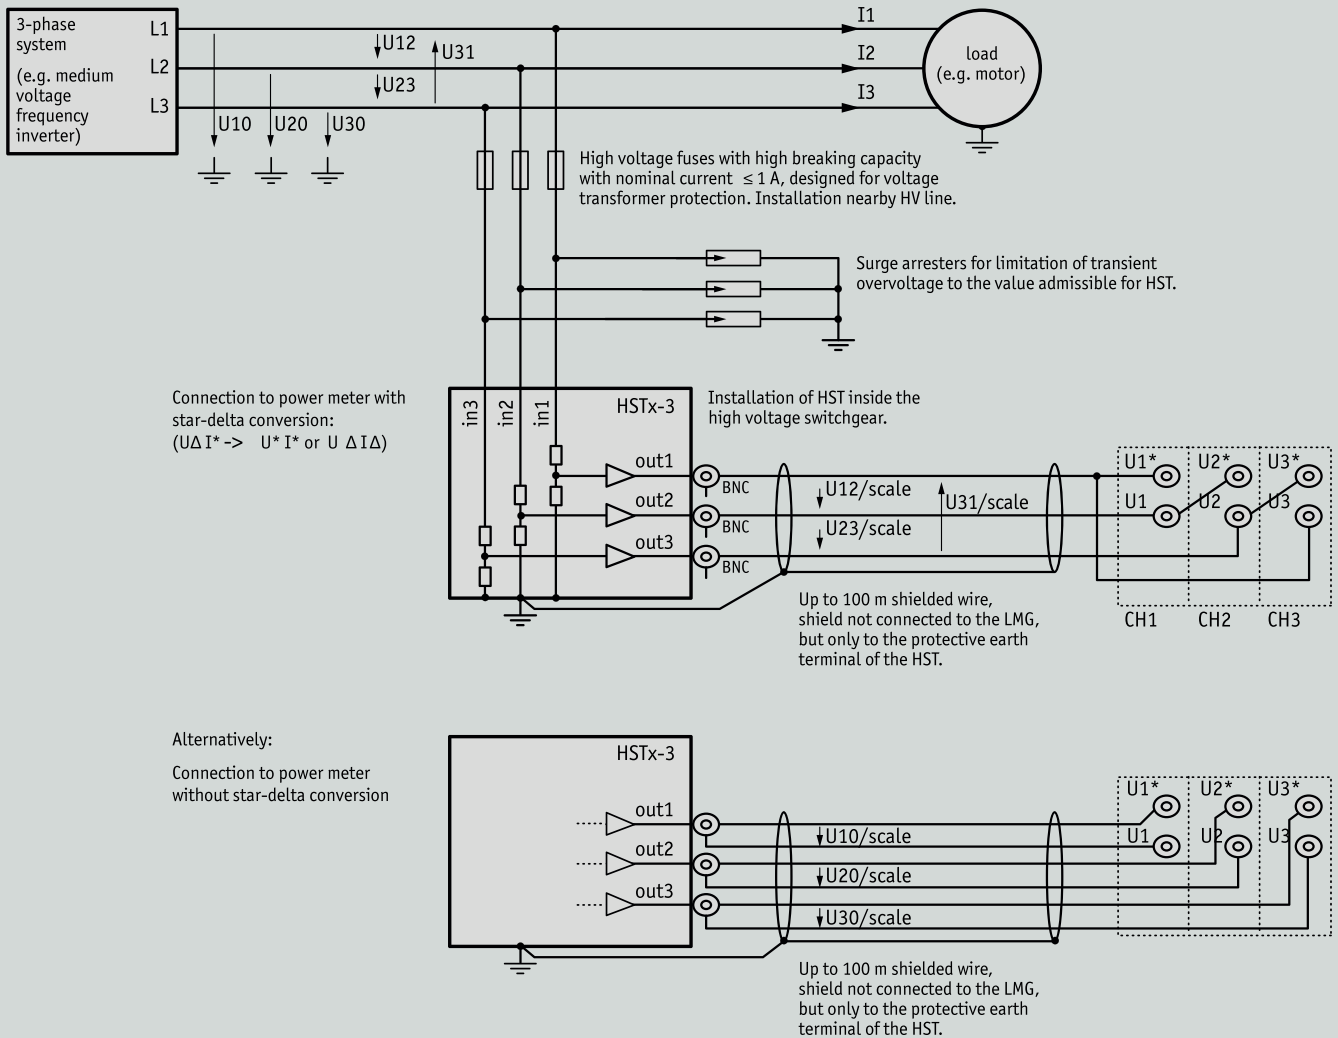 3-phase
system
(e.g. medium
voltage
frequency
inverter)
L1
L2
L3
U12
U23
U31
U10
U20
U30
I1
I2
I3
load
(e.g. motor)
High voltage fuses with high breaking capacity
with nominal current ≤ 1 A, designed for voltage
transformer protection. Installation nearby HV line.
Surge arresters for limitation of transient
overvoltage to the value admissible for HST.
Connection to power meter with
star-delta conversion:
(UΔ I* -> U* I* or U Δ I Δ)
in3
in2
in1
HSTx-3
out1
out2
out3
Installation of HST inside the
high voltage switchgear.
BNC
BNC
BNC
U12/scale
U23/scale
U31/scale
U1*
U2*
U3*
U1
U2
U3
CH1
CH2
CH3
Up to 100 m shielded wire,
shield not connected to the LMG,
but only to the protective earth
terminal of the HST.
Alternatively:
Connection to power meter
without star-delta conversion
HSTx-3
out1
out2
out3
U10/scale
U20/scale
U30/scale
U1*
U2*
U3*
U1
U2
U3
Up to 100 m shielded wire,
shield not connected to the LMG,
but only to the protective earth
terminal of the HST.